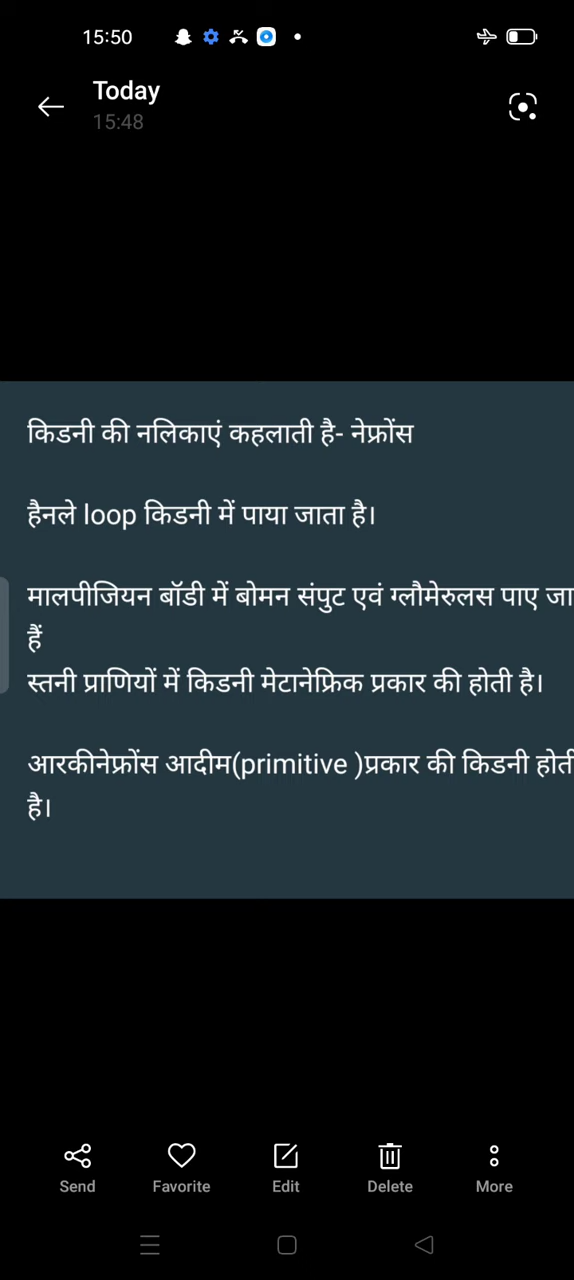 15:50
Today
15:48
किडनी की नलिकाएं कहलाती है- नेफ्रोंस
हैनले loop किडनी में पाया जाता है।
मालपीजियन बॉडी में बोमन संपुट एवं ग्लौमेरुलस पाए जा
हैं
स्तनी प्राणियों में किडनी मेटानेफ्रिक प्रकार की होती है।
आरकीनेफ्रोंस आदीम(primitive )प्रकार की किडनी होती
है।
Send Favorite Edit Delete More